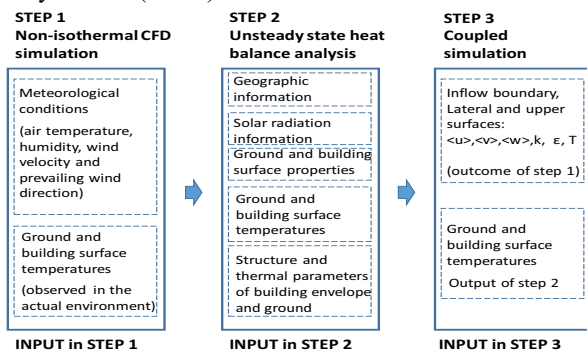 STEP 1
Non-isothermal CFD
simulation
Meteorological
conditions
(air temperature,
humidity, wind
velocity and
prevailing wind
direction)
Ground and
building surface
temperatures
(observed in the
actual environment)
INPUT in STEP 1
STEP 2
Unsteady state heat
balance analysis
Geographic
information
Solar radiation
information
Ground and building
surface properties
Ground and
building surface
temperatures
Structure and
thermal parameters
of building envelope
and ground
INPUT in STEP 2
STEP 3
Coupled
simulation
Inflow boundary,
Lateral and upper
surfaces:
<u>,<v>,<w>,k, ε, T
(outcome of step 1)
Ground and
building surface
temperatures
Output of step 2
INPUT in STEP 3